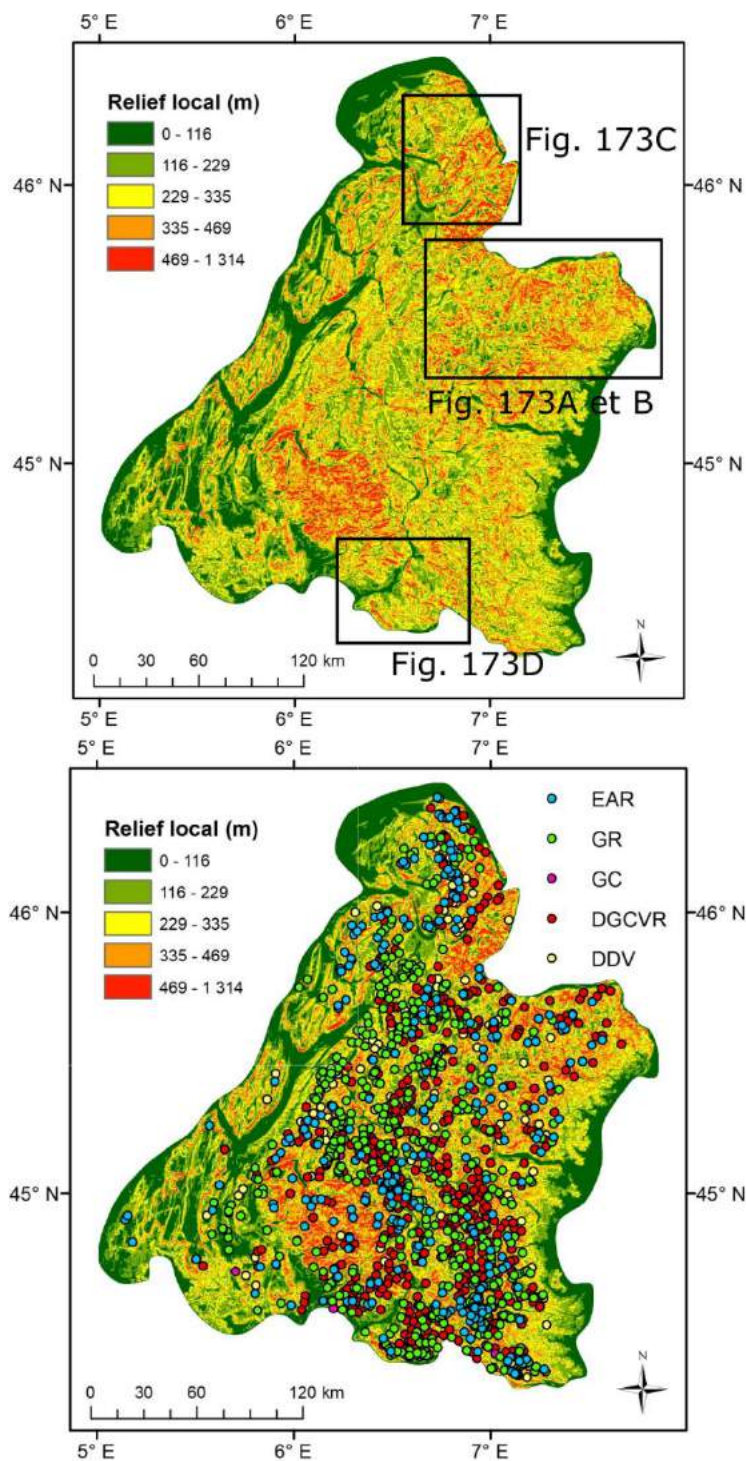 5° E 6° E 7° E
Relief local (m)
0 - 116
116 - 229
229 - 335
335 - 469
469 - 1 314
46° N 46° N
45° N 45° N
Fig. 173C
Fig. 173A et B
Fig. 173D
N
0 30 60 120 km
5° E 6° E 7° E
5° E 6° E 7° E
EAR
GR
GC
DGCVR
DDV
Relief local (m)
0 - 116
116 - 229
229 - 335
335 - 469
469 - 1 314
46° N 46° N
45° N 45° N
N
0 30 60 120 km
5° E 6° E 7° E